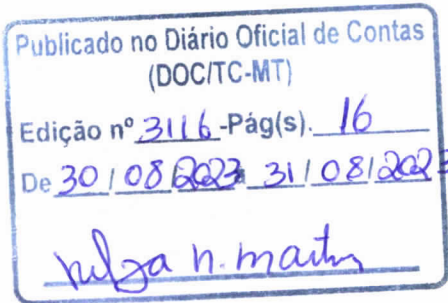 Publicado no Diário Oficial de Contas
(DOC/TC-MT)
Edição nº 3116-Pág(s). 16
De 30/08/2023 a 31/08/2023
n. martins